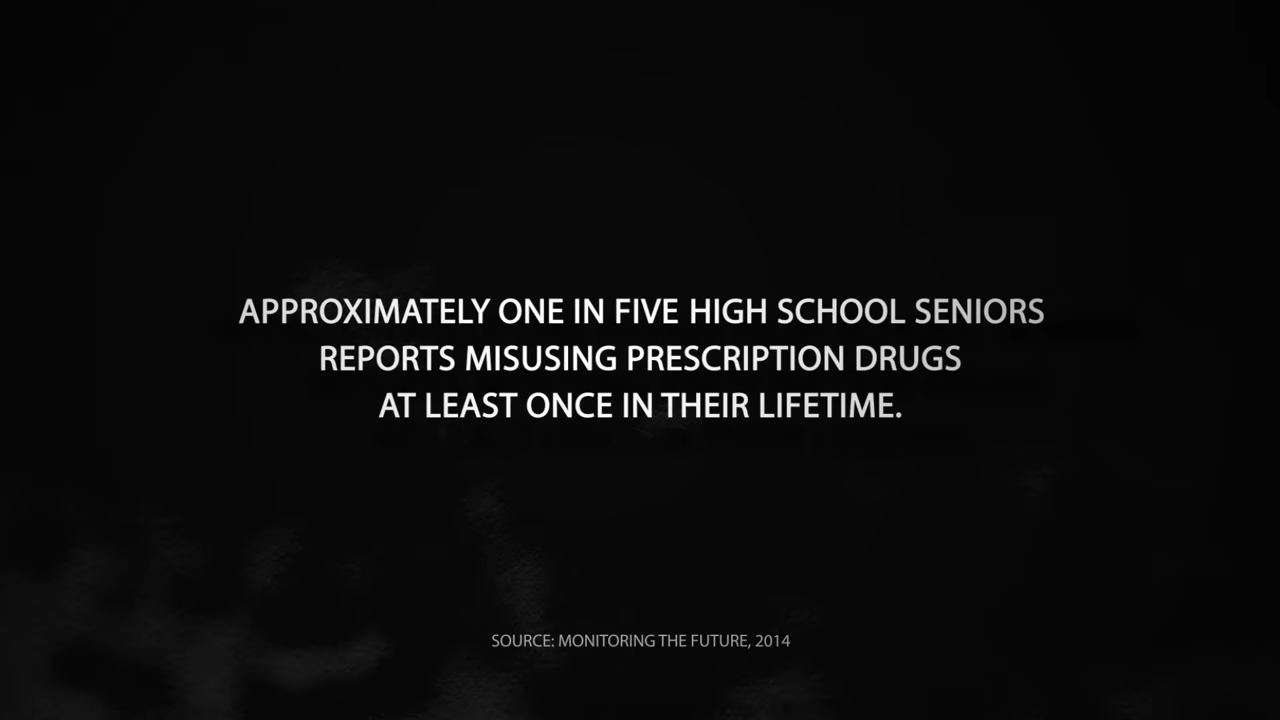 APPROXIMATELY ONE IN FIVE HIGH SCHOOL SENIORS
REPORTS MISUSING PRESCRIPTION DRUGS
AT LEAST ONCE IN THEIR LIFETIME.
SOURCE: MONITORING THE FUTURE, 2014